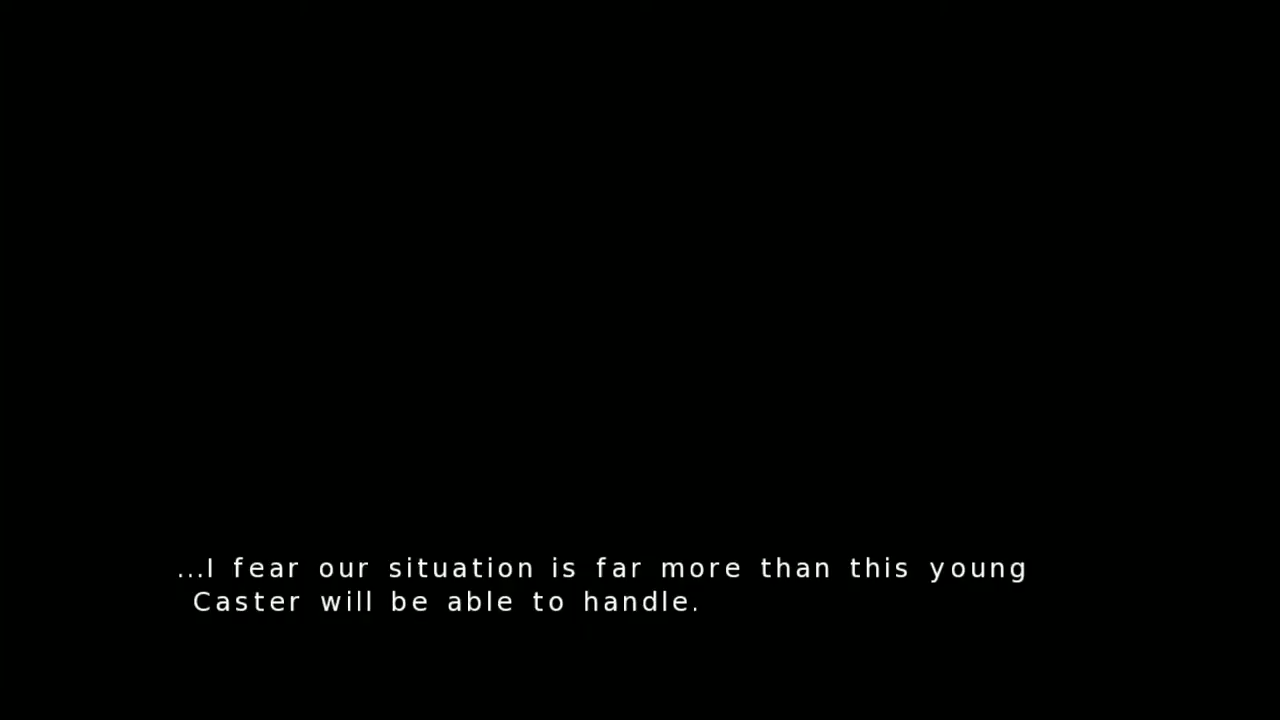 ...I fear our situation is far more than this young
Caster will be able to handle.